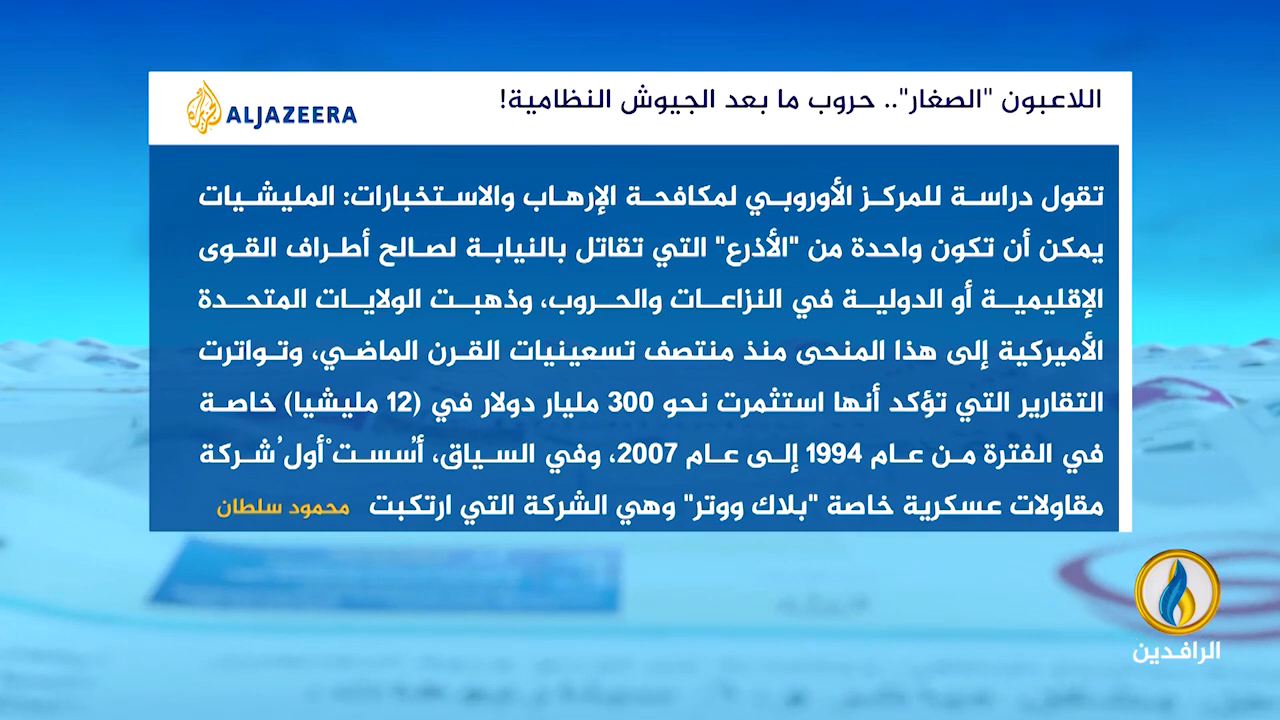 اللاعبون "الصغار".. حروب ما بعد الجيوش النظامية!
ALJAZEERA
تقول دراسة للمركز الأوروبي لمكافحة الإرهاب والاستخبارات: المليشيات
يمكن أن تكون واحدة من "الأذرع" التي تقاتل بالنيابة لصالح أطراف القوى
الإقليمية أو الدولية في النزاعات والحروب، وذهبت الولايات المتحدة
الأميركية إلى هذا المنحى منذ منتصف تسعينيات القرن الماضي، وتواترت
التقارير التي تؤكد أنها استثمرت نحو 300 مليار دولار في (12 مليشيا) خاصة
في الفترة من عام 1994 إلى عام 2007، وفي السياق، أُسستْ أولُ شركة
مقاولات عسكرية خاصة "بلاك ووتر" وهي الشركة التي ارتكبت
محمود سلطان
الرافدين